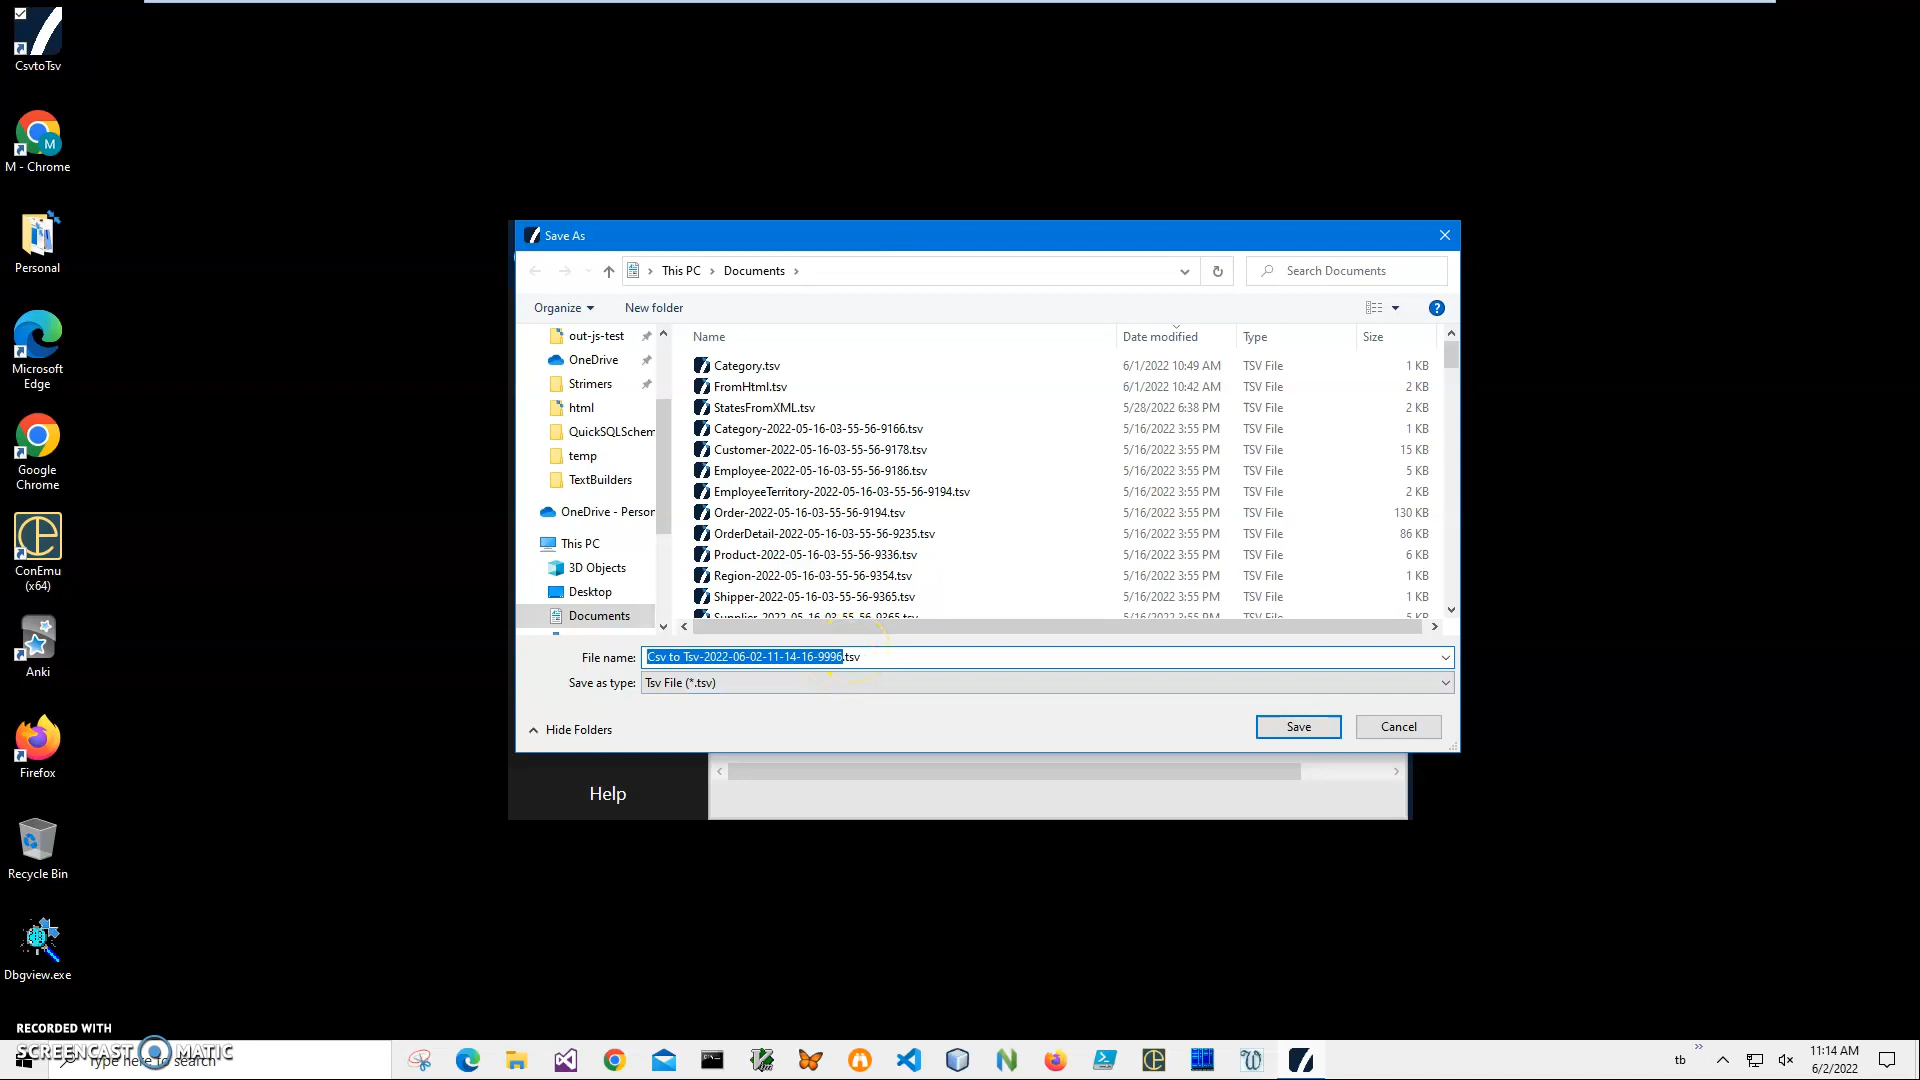 CsvtoTsv
M - Chrome
Personal
Microsoft
Edge
Google
Chrome
ConEmu
(x64)
Anki
Firefox
Recycle Bin
Dbgview.exe
Save As
This PC
Documents
Search Documents
Organize
New folder
out-js-test
OneDrive
Strimers
html
QuickSQLSchem
temp
TextBuilders
OneDrive - Person
This PC
3D Objects
Desktop
Documents
Name Date modified Type Size
Category.tsv 6/1/2022 10:49 AM TSV File 1 KB
FromHtml.tsv 6/1/2022 10:42 AM TSV File 2 KB
StatesFromXML.tsv 5/28/2022 6:38 PM TSV File 2 KB
Category-2022-05-16-03-55-56-9166.tsv 5/16/2022 3:55 PM TSV File 1 KB
Customer-2022-05-16-03-55-56-9178.tsv 5/16/2022 3:55 PM TSV File 15 KB
Employee-2022-05-16-03-55-56-9186.tsv 5/16/2022 3:55 PM TSV File 5 KB
EmployeeTerritory-2022-05-16-03-55-56-9194.tsv 5/16/2022 3:55 PM TSV File 2 KB
Order-2022-05-16-03-55-56-9194.tsv 5/16/2022 3:55 PM TSV File 130 KB
OrderDetail-2022-05-16-03-55-56-9235.tsv 5/16/2022 3:55 PM TSV File 86 KB
Product-2022-05-16-03-55-56-9336.tsv 5/16/2022 3:55 PM TSV File 6 KB
Region-2022-05-16-03-55-56-9354.tsv 5/16/2022 3:55 PM TSV File 1 KB
Shipper-2022-05-16-03-55-56-9365.tsv 5/16/2022 3:55 PM TSV File 1 KB
Supplier-2022-05-16-03-55-56-9365.tsv 5/16/2022 3:55 PM TSV File 5 KB
File name: Csv to Tsv-2022-06-02-11-14-16-9996.tsv
Save as type: Tsv File (*.tsv)
Hide Folders
Save
Cancel
Help
RECORDED WITH
SCREENCAST MATIC
Type here to search
tb
11:14 AM
6/2/2022